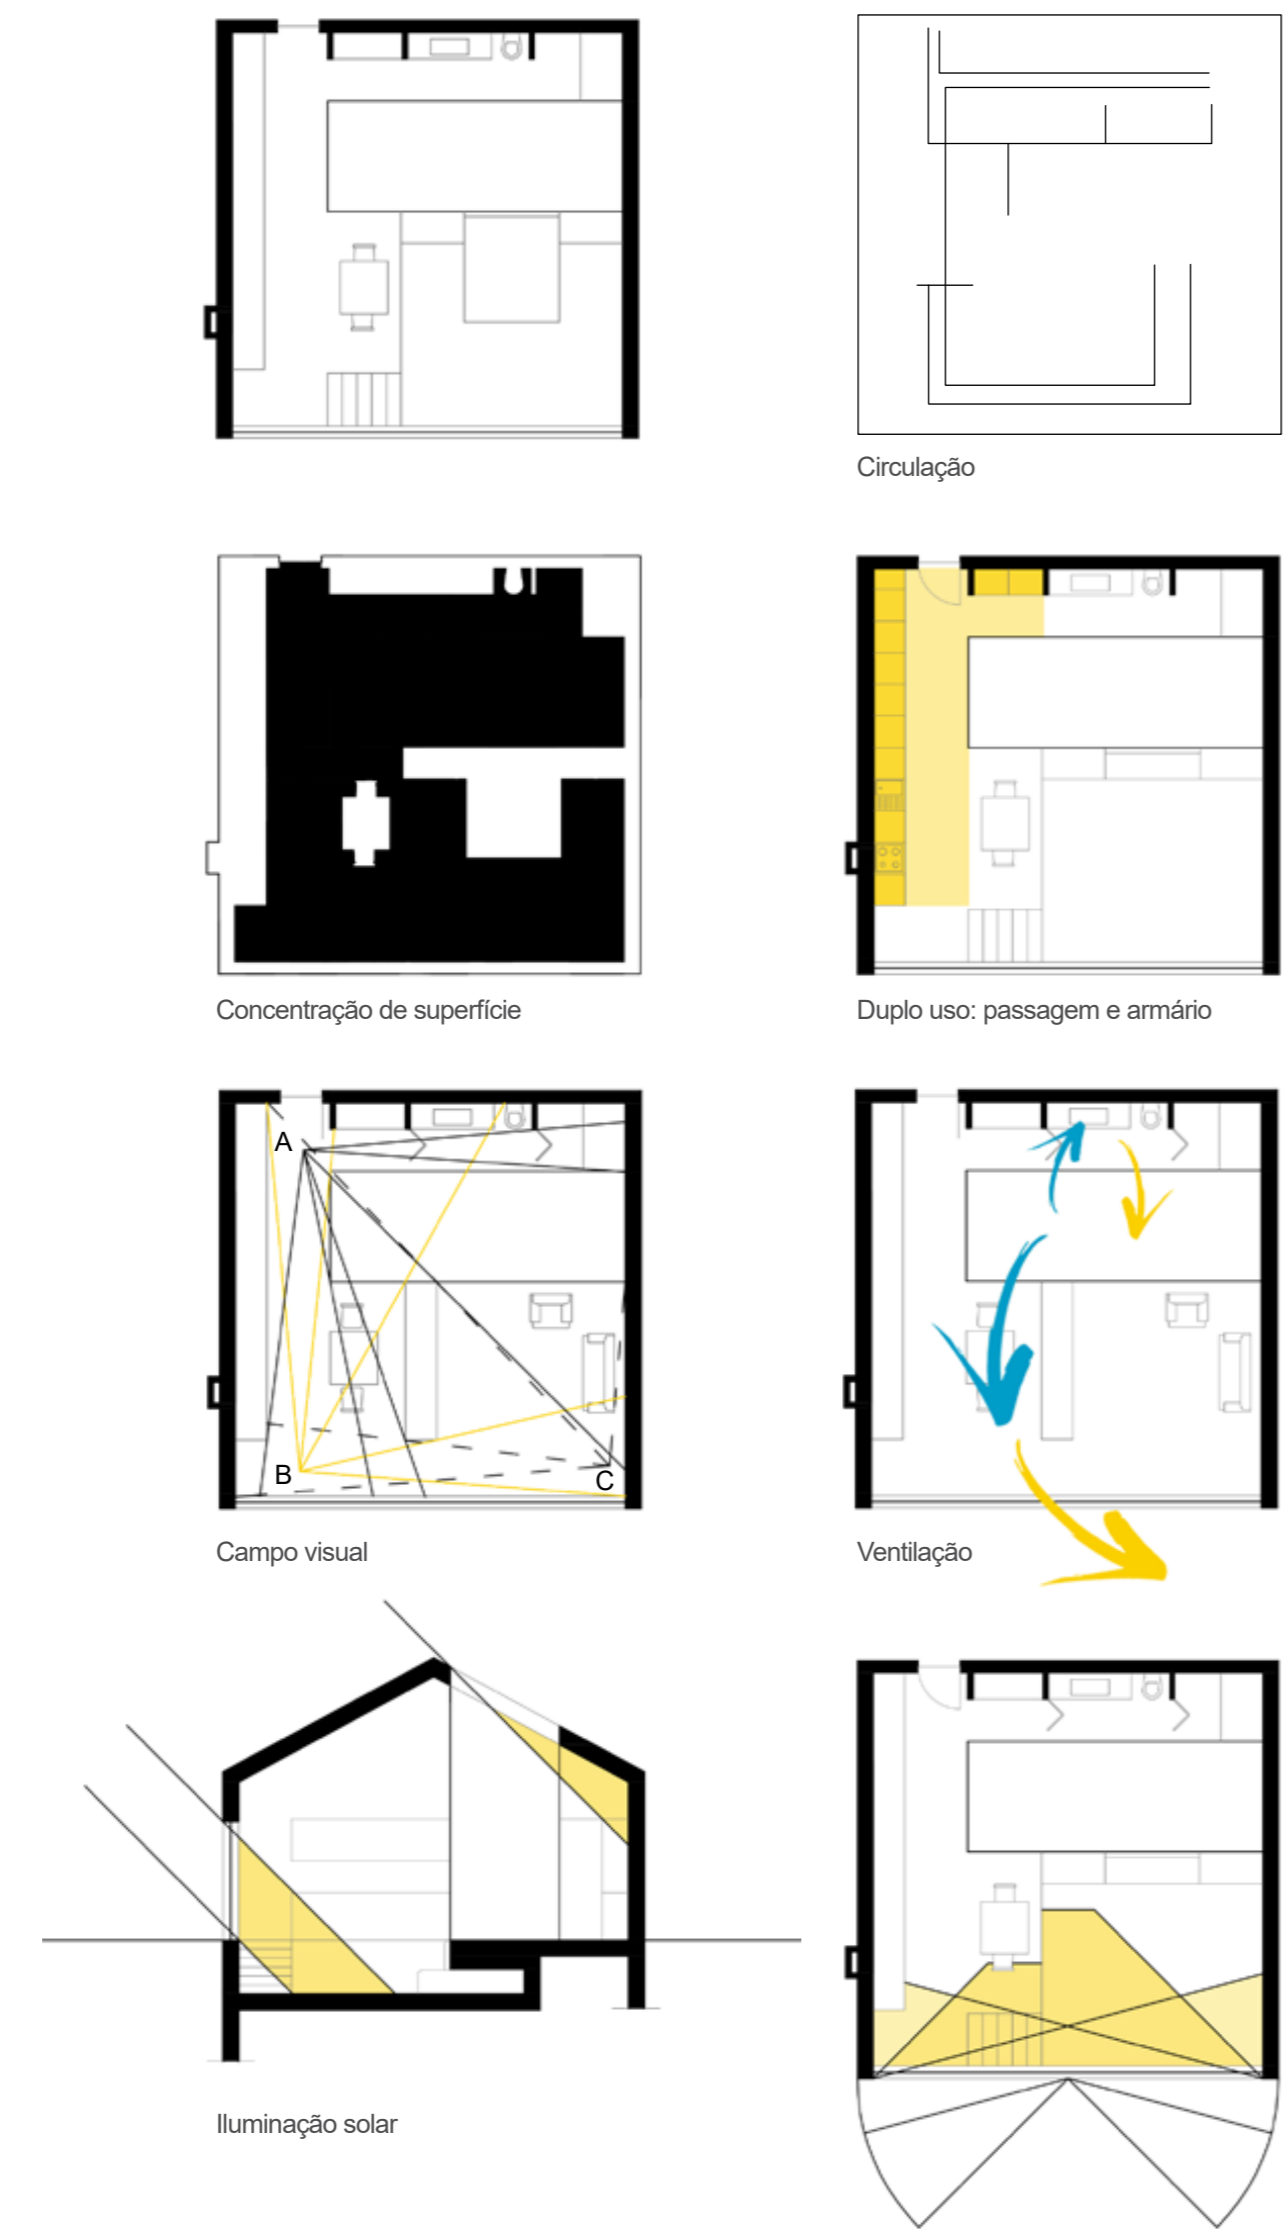 Circulação
Concentração de superfície
Duplo uso: passagem e armário
A
B
C
Campo visual
Ventilação
Iluminação solar